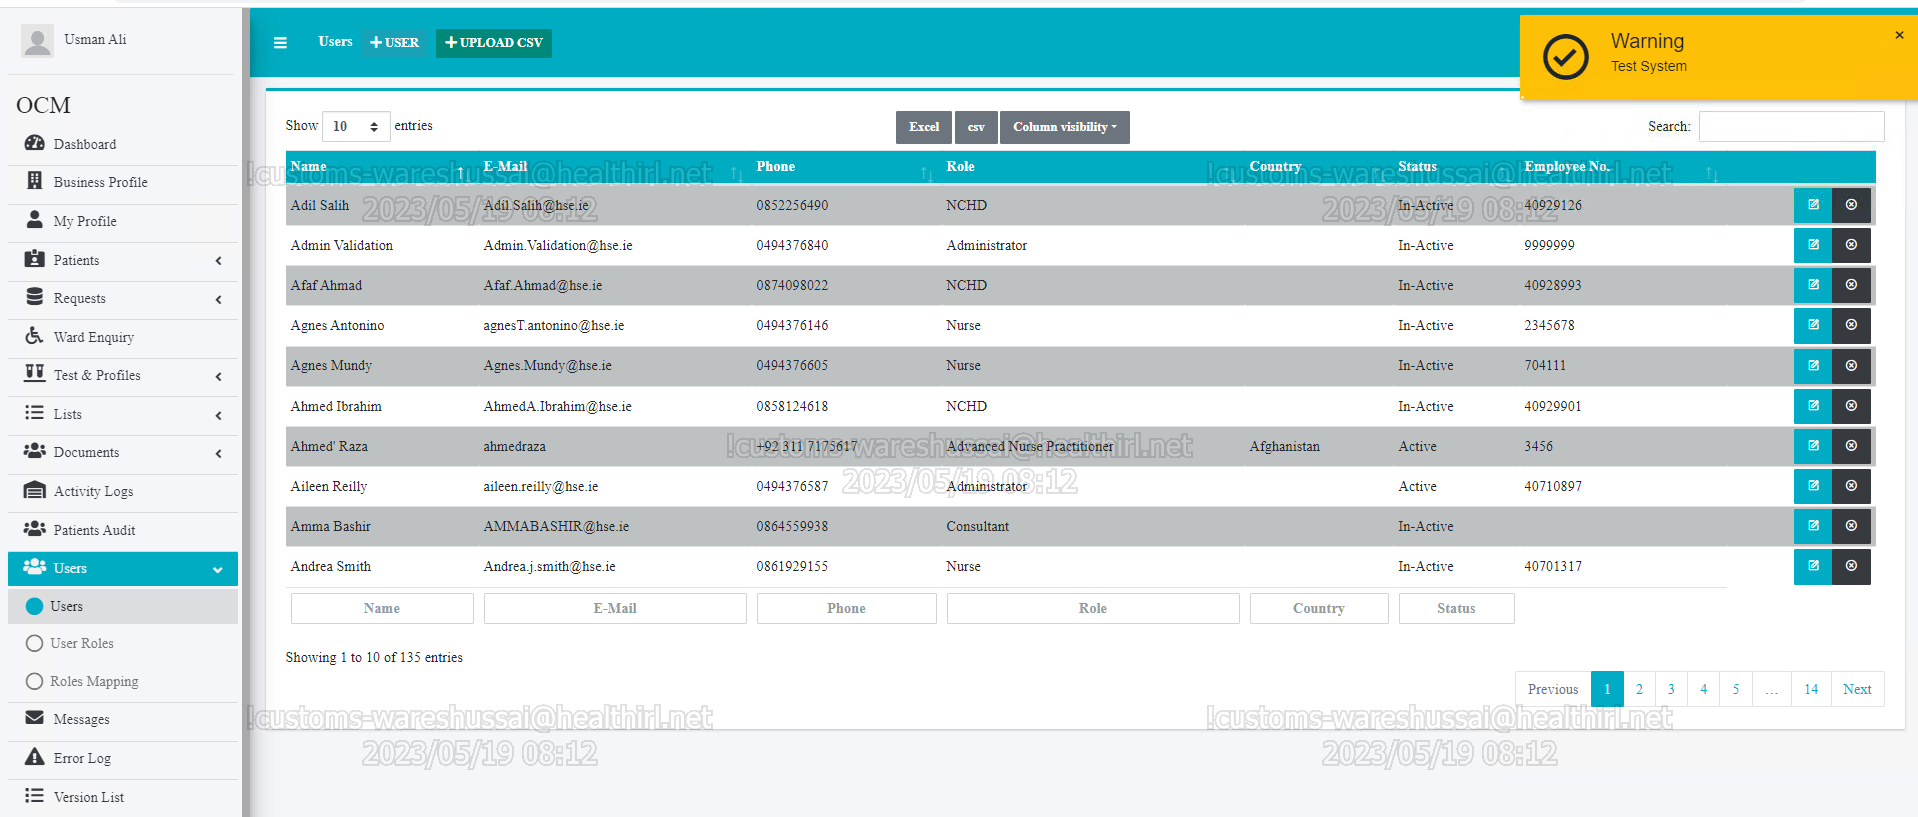 Usman Ali
OCM
Dashboard
Business Profile
My Profile
Patients
Requests
Ward Enquiry
Test & Profiles
Lists
Documents
Activity Logs
Patients Audit
Users
Users
User Roles
Roles Mapping
Messages
Error Log
Version List
Users USER UPLOAD CSV
Warning
Test System
Show 10 entries
Excel csv Column visibility
Search:
Name E-Mail Phone Role Country Status Employee No.
Adil Salih Adil.Salih@hse.ie 0852256490 NCHD In-Active 40929126
Admin Validation Admin.Validation@hse.ie 0494376840 Administrator In-Active 9999999
Afaf Ahmad Afaf.Ahmad@hse.ie 0874098022 NCHD In-Active 40928993
Agnes Antonino agnesT.antonino@hse.ie 0494376146 Nurse In-Active 2345678
Agnes Mundy Agnes.Mundy@hse.ie 0494376605 Nurse In-Active 704111
Ahmed Ibrahim AhmedA.Ibrahim@hse.ie 0858124618 NCHD In-Active 40929901
Ahmed' Raza ahmedraza +92 311 7175617 Advanced Nurse Practitioner Afghanistan Active 3456
Aileen Reilly aileen.reilly@hse.ie 0494376587 Administrator Active 40710897
Amma Bashir AMMABASHIR@hse.ie 0864559938 Consultant In-Active
Andrea Smith Andrea.j.smith@hse.ie 0861929155 Nurse In-Active 40701317
Name E-Mail Phone Role Country Status
Showing 1 to 10 of 135 entries
Previous 1 2 3 4 5 … 14 Next
!customs-wareshussai@healthirl.net
2023/05/19 08:12
!customs-wareshussai@healthirl.net
2023/05/19 08:12
!customs-wareshussai@healthirl.net
2023/05/19 08:12
!customs-wareshussai@healthirl.net
2023/05/19 08:12
!customs-wareshussai@healthirl.net
2023/05/19 08:12